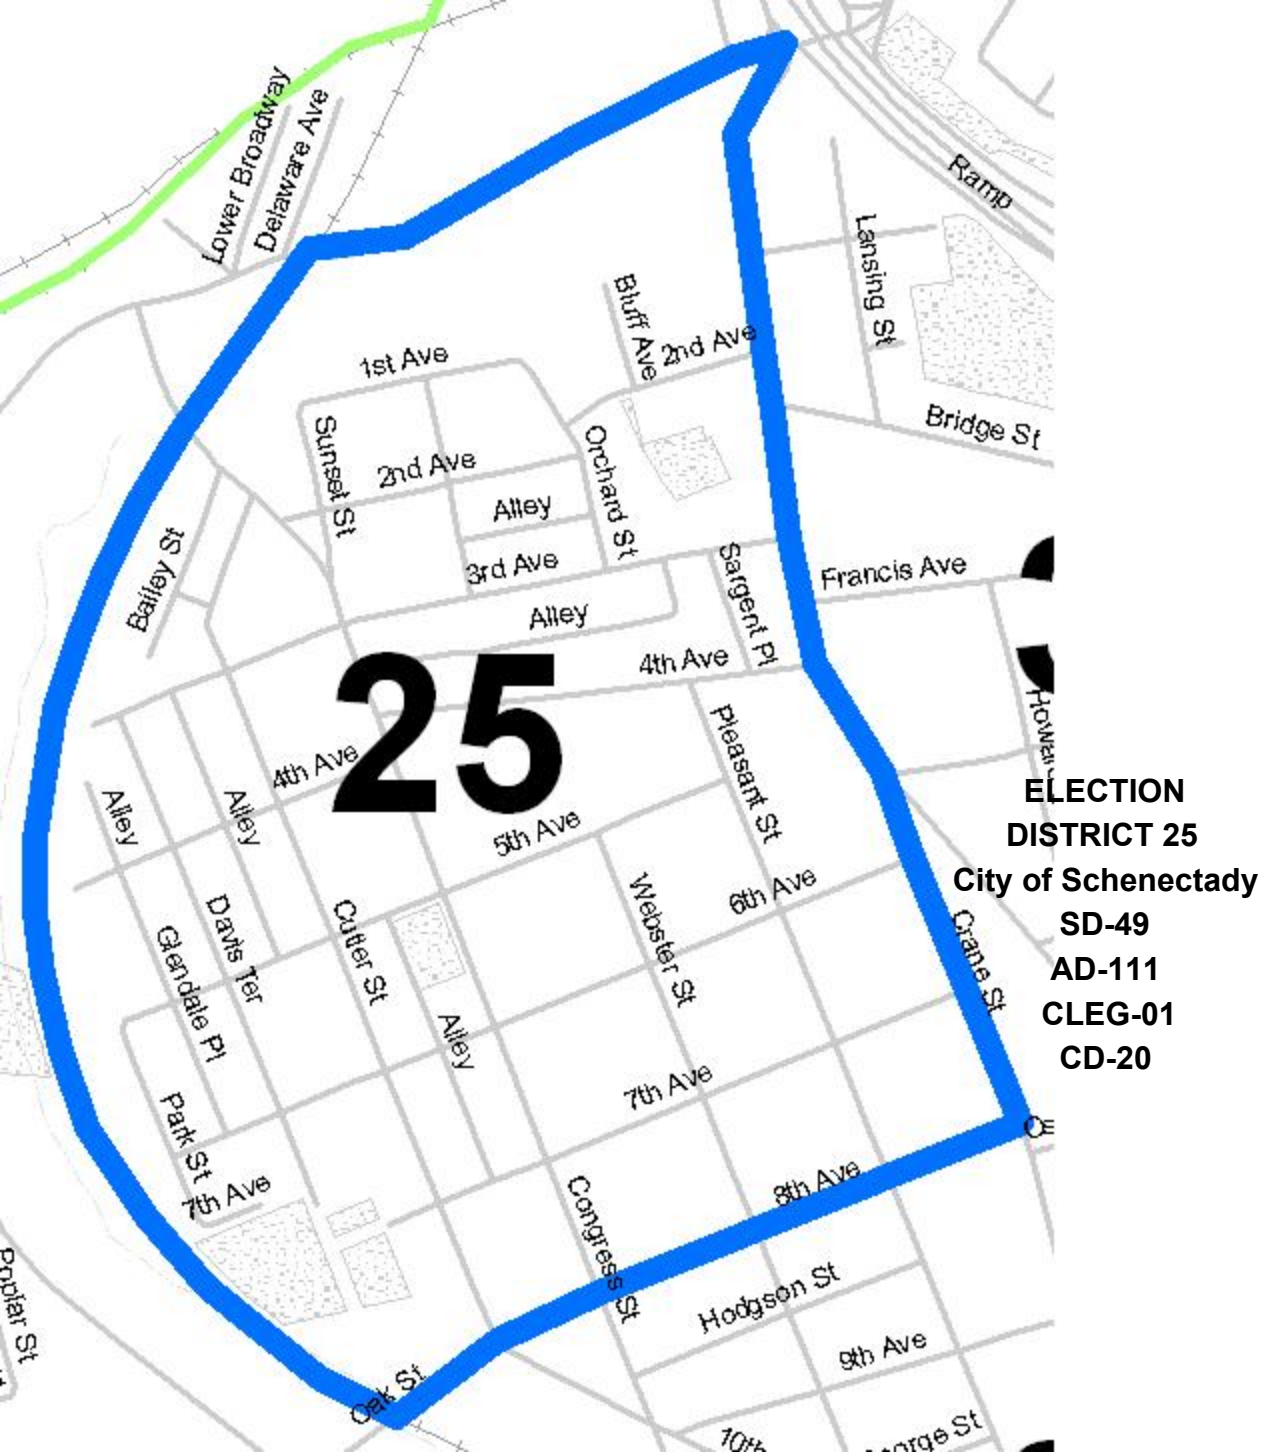 Lower Broadway
Delaware Ave
Ramp
Lansing St
Bluff Ave
2nd Ave
1st Ave
Sunset St
2nd Ave
Orchard St
Bridge St
Alley
Bailey St
3rd Ave
Sargent Pl
Francis Ave
Alley
4th Ave
25
Pleasant St
4th Ave
Alley
Alley
5th Ave
ELECTION
DISTRICT 25
City of Schenectady
SD-49
AD-111
CLEG-01
CD-20
6th Ave
Webster St
Cutler St
Davis Ter
Glendale Pl
Crane St
Alley
7th Ave
Park St
7th Ave
8th Ave
Congress St
Poplar St
Hodgson St
9th Ave
Oak St
10th